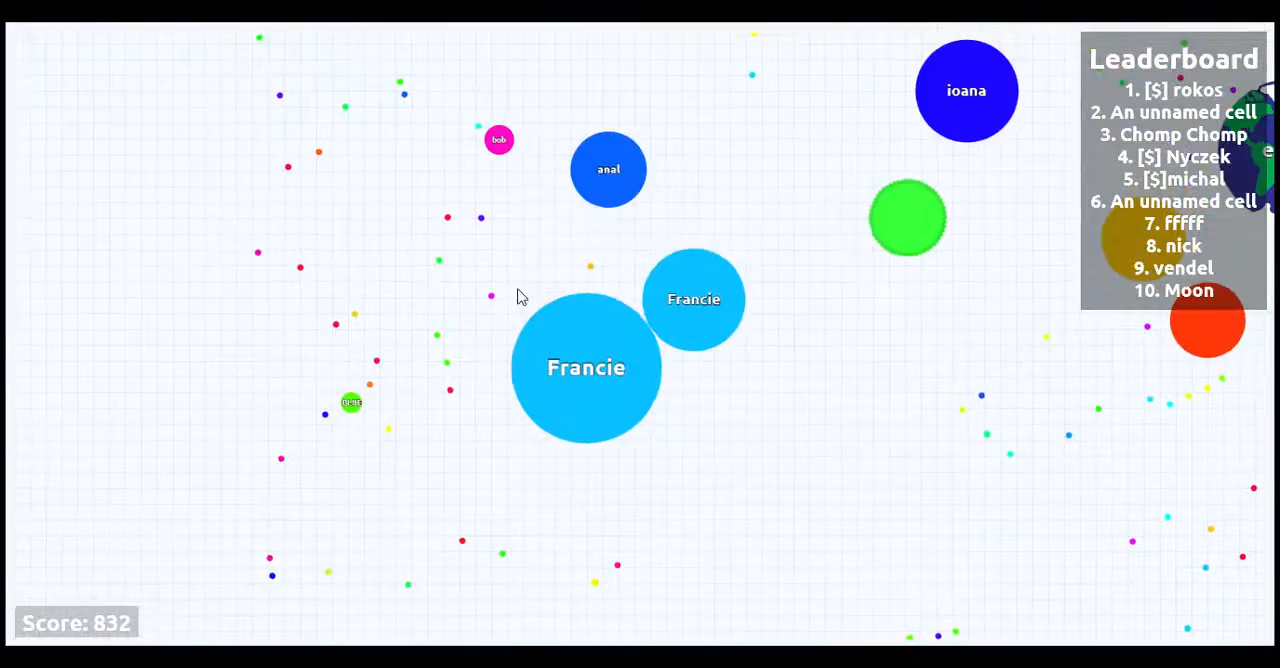 ioana
bob
anal
Francie
Francie
BLUE
e
Leaderboard
1. [$] rokos
2. An unnamed cell
3. Chomp Chomp
4. [$] Nyczek
5. [$]michal
6. An unnamed cell
7. fffff
8. nick
9. vendel
10. Moon
Score: 832